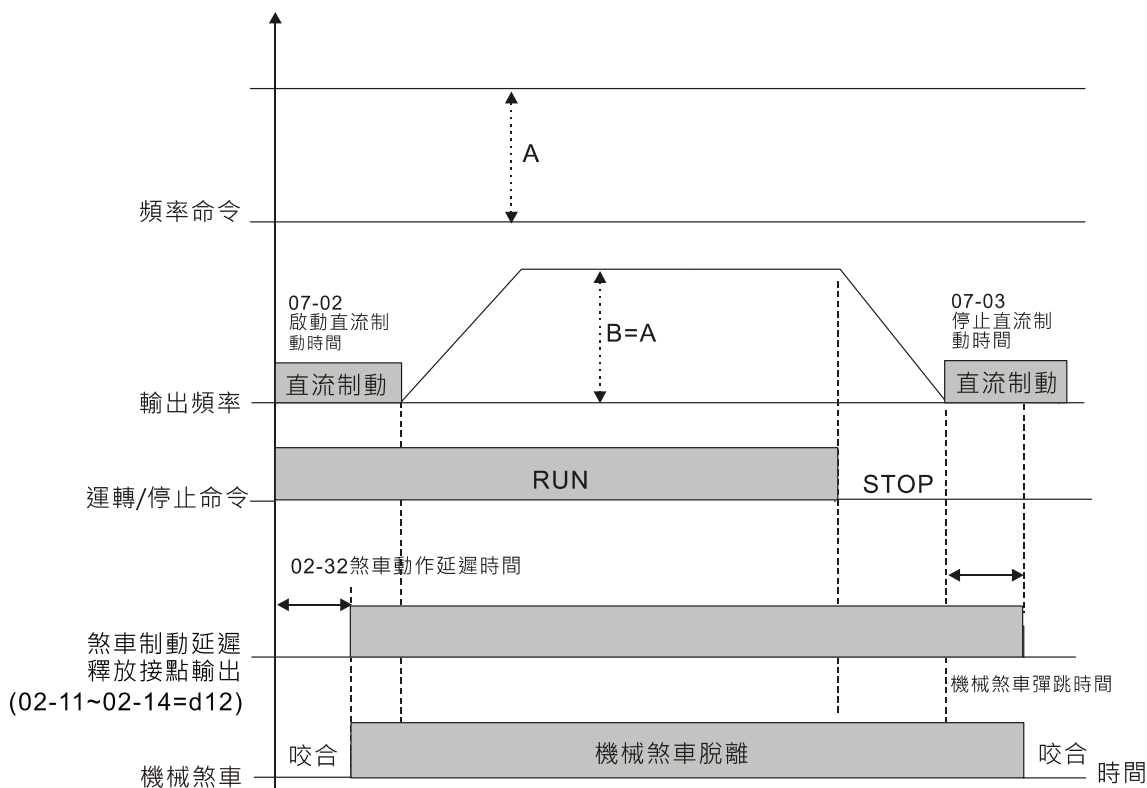 A
頻率命令
07-02
啟動直流制
動時間
07-03
停止直流制
動時間
B=A
直流制動
直流制動
輸出頻率
RUN
STOP
運轉/停止命令
02-32煞車動作延遲時間
煞車制動延遲
釋放接點輸出
(02-11~02-14=d12)
機械煞車彈跳時間
咬合
機械煞車脫離
咬合
機械煞車
時間